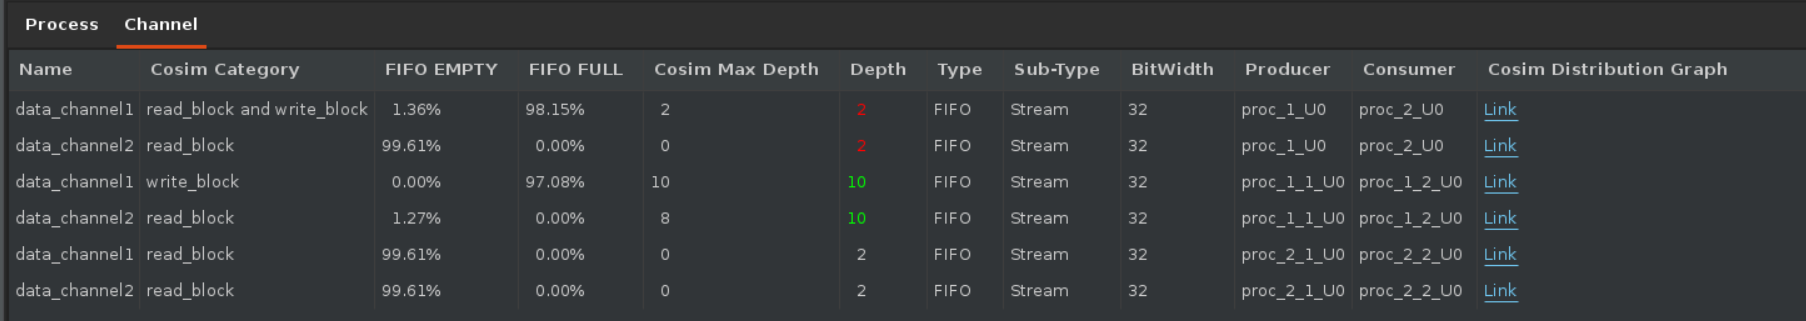 Process Channel
Name Cosim Category FIFO EMPTY FIFO FULL Cosim Max Depth Depth Type Sub-Type BitWidth Producer Consumer Cosim Distribution Graph
data_channel1 read_block and write_block 1.36% 98.15% 2 2 FIFO Stream 32 proc_1_U0 proc_2_U0 Link
data_channel2 read_block 99.61% 0.00% 0 2 FIFO Stream 32 proc_1_U0 proc_2_U0 Link
data_channel1 write_block 0.00% 97.08% 10 10 FIFO Stream 32 proc_1_1_U0 proc_1_2_U0 Link
data_channel2 read_block 1.27% 0.00% 8 10 FIFO Stream 32 proc_1_1_U0 proc_1_2_U0 Link
data_channel1 read_block 99.61% 0.00% 0 2 FIFO Stream 32 proc_2_1_U0 proc_2_2_U0 Link
data_channel2 read_block 99.61% 0.00% 0 2 FIFO Stream 32 proc_2_1_U0 proc_2_2_U0 Link